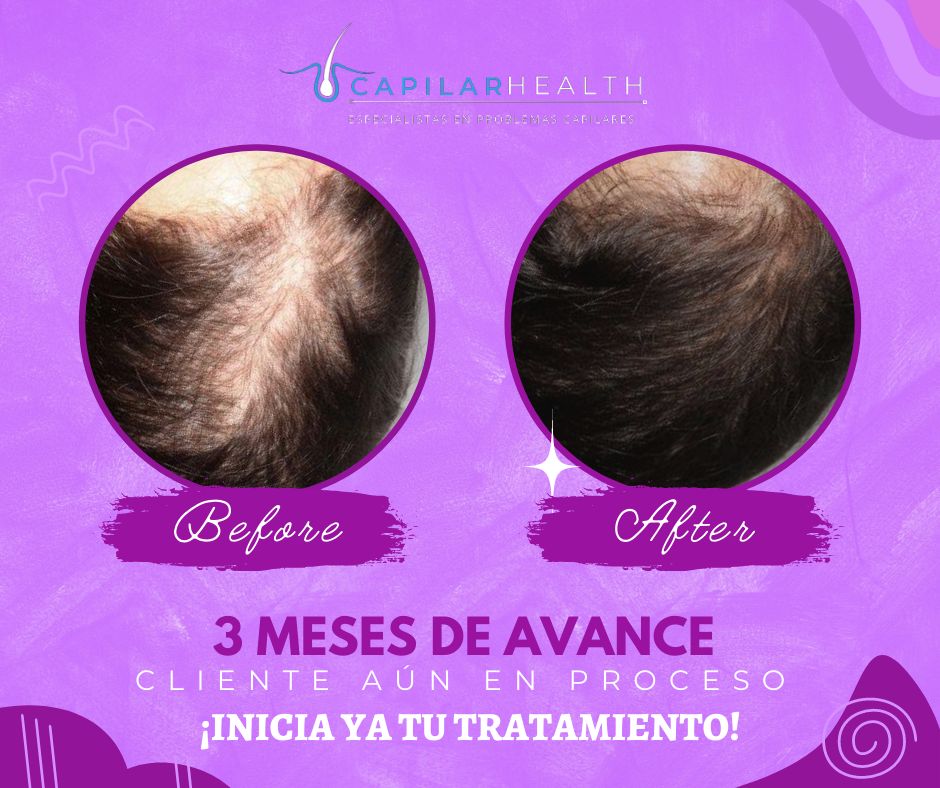 CAPILARHEALTH
ESPECIALISTAS EN PROBLEMAS CAPILARES
Before
After
3 MESES DE AVANCE
CLIENTE AÚN EN PROCESO
¡INICIA YA TU TRATAMIENTO!